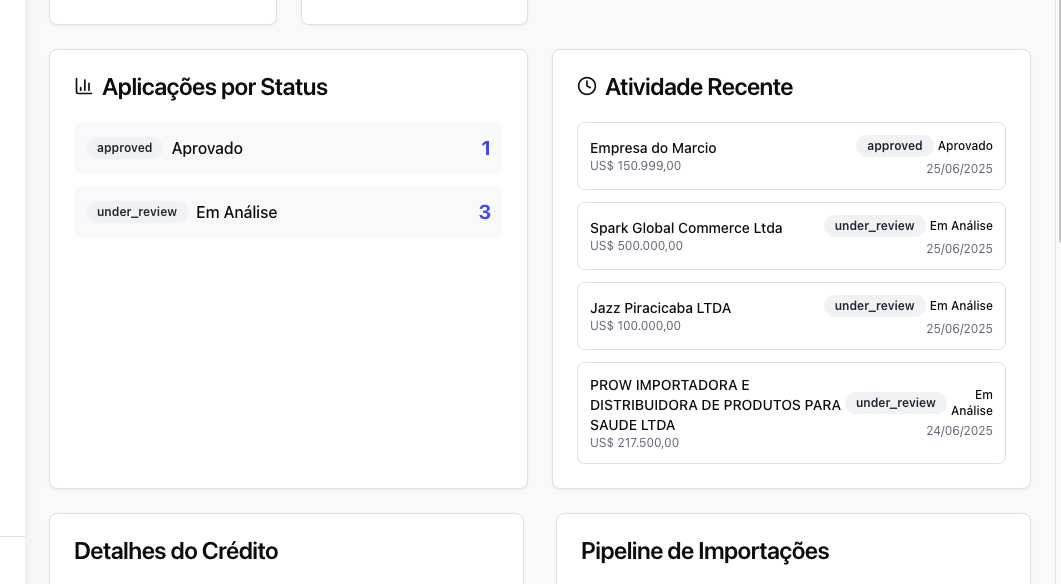 Aplicações por Status
approved Aprovado 1
under_review Em Análise 3
Atividade Recente
Empresa do Marcio
US$ 150.999,00
approved Aprovado
25/06/2025
Spark Global Commerce Ltda
US$ 500.000,00
under_review Em Análise
25/06/2025
Jazz Piracicaba LTDA
US$ 100.000,00
under_review Em Análise
25/06/2025
PROW IMPORTADORA E
DISTRIBUIDORA DE PRODUTOS PARA
SAUDE LTDA
US$ 217.500,00
under_review Em
Análise
24/06/2025
Detalhes do Crédito
Pipeline de Importações